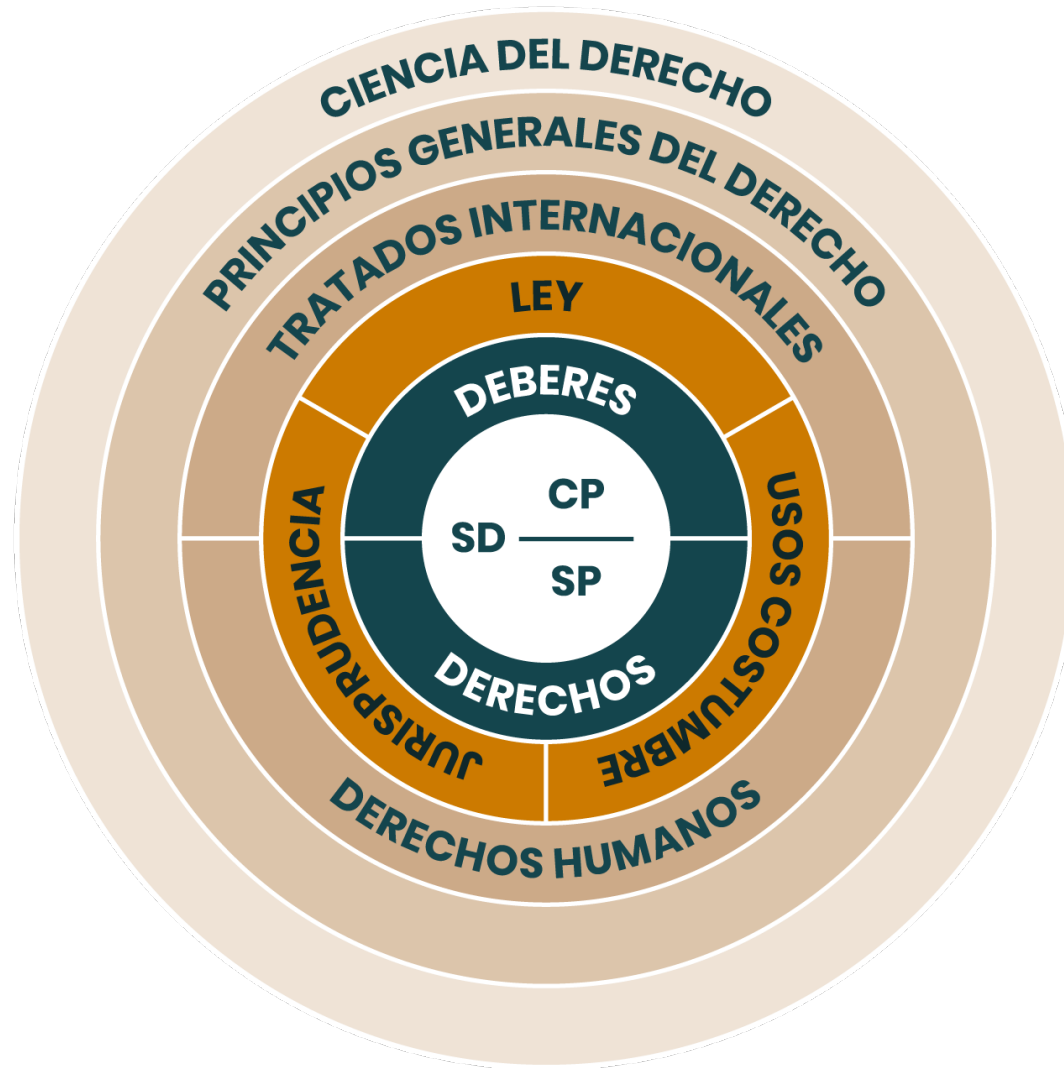 CIENCIA DEL DERECHO
PRINCIPIOS GENERALES DEL DERECHO
TRATADOS INTERNACIONALES
LEY
DEBERES
CP
SD
SP
DERECHOS
JURISPRUDENCIA
USOS COSTUMBRE
DERECHOS HUMANOS